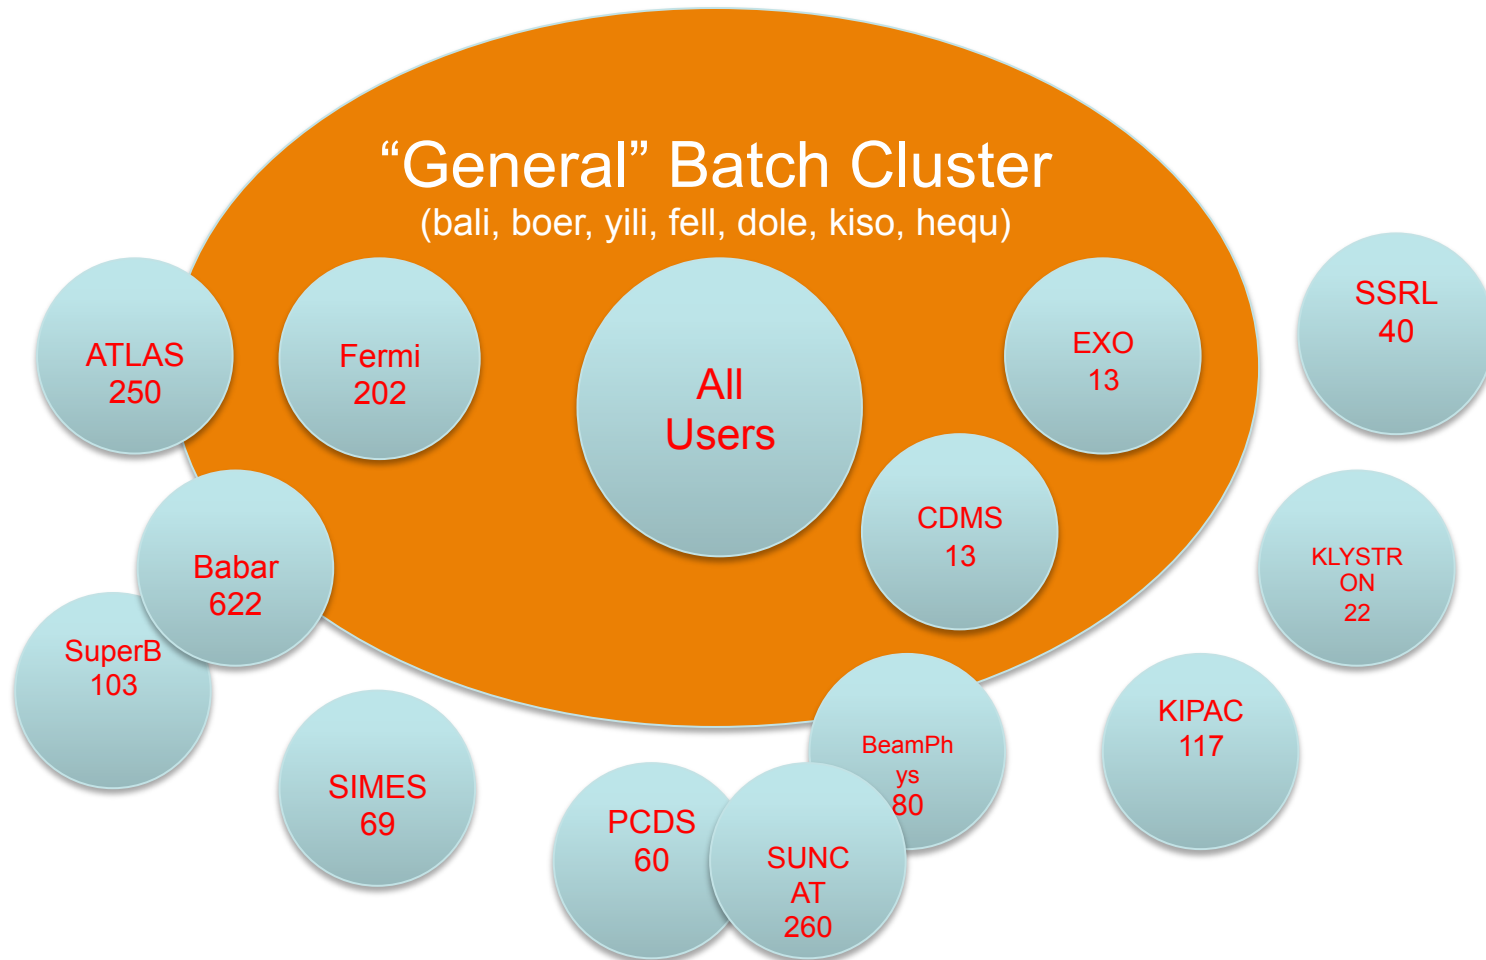 “General” Batch Cluster
(bali, boer, yili, fell, dole, kiso, hequ)
ATLAS
250
Fermi
202
All
Users
EXO
13
SSRL
40
CDMS
13
KLYSTR
ON
22
Babar
622
SuperB
103
SIMES
69
PCDS
60
SUNC
AT
260
BeamPh
ys
80
KIPAC
117